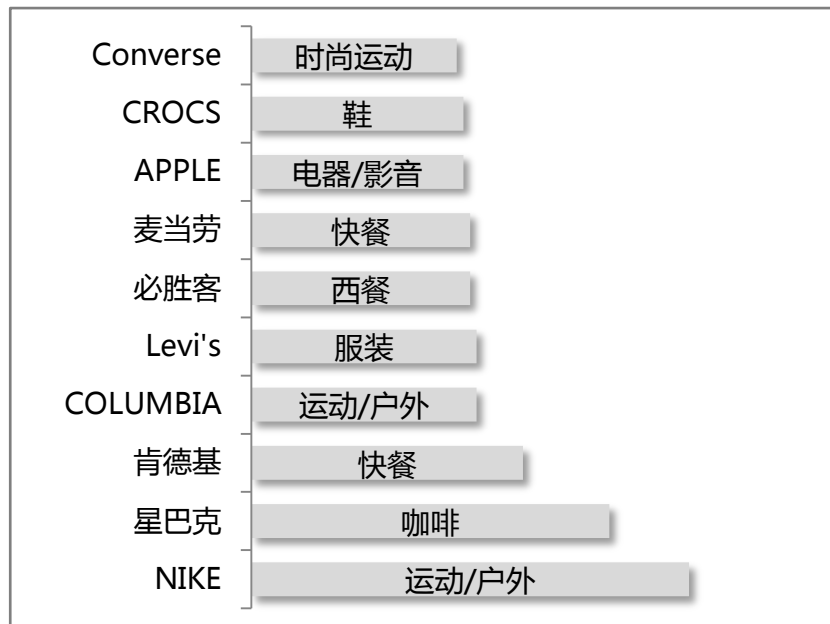 Converse 时尚运动
CROCS 鞋
APPLE 电器/影音
麦当劳 快餐
必胜客 西餐
Levi's 服装
COLUMBIA 运动/户外
肯德基 快餐
星巴克 咖啡
NIKE 运动/户外